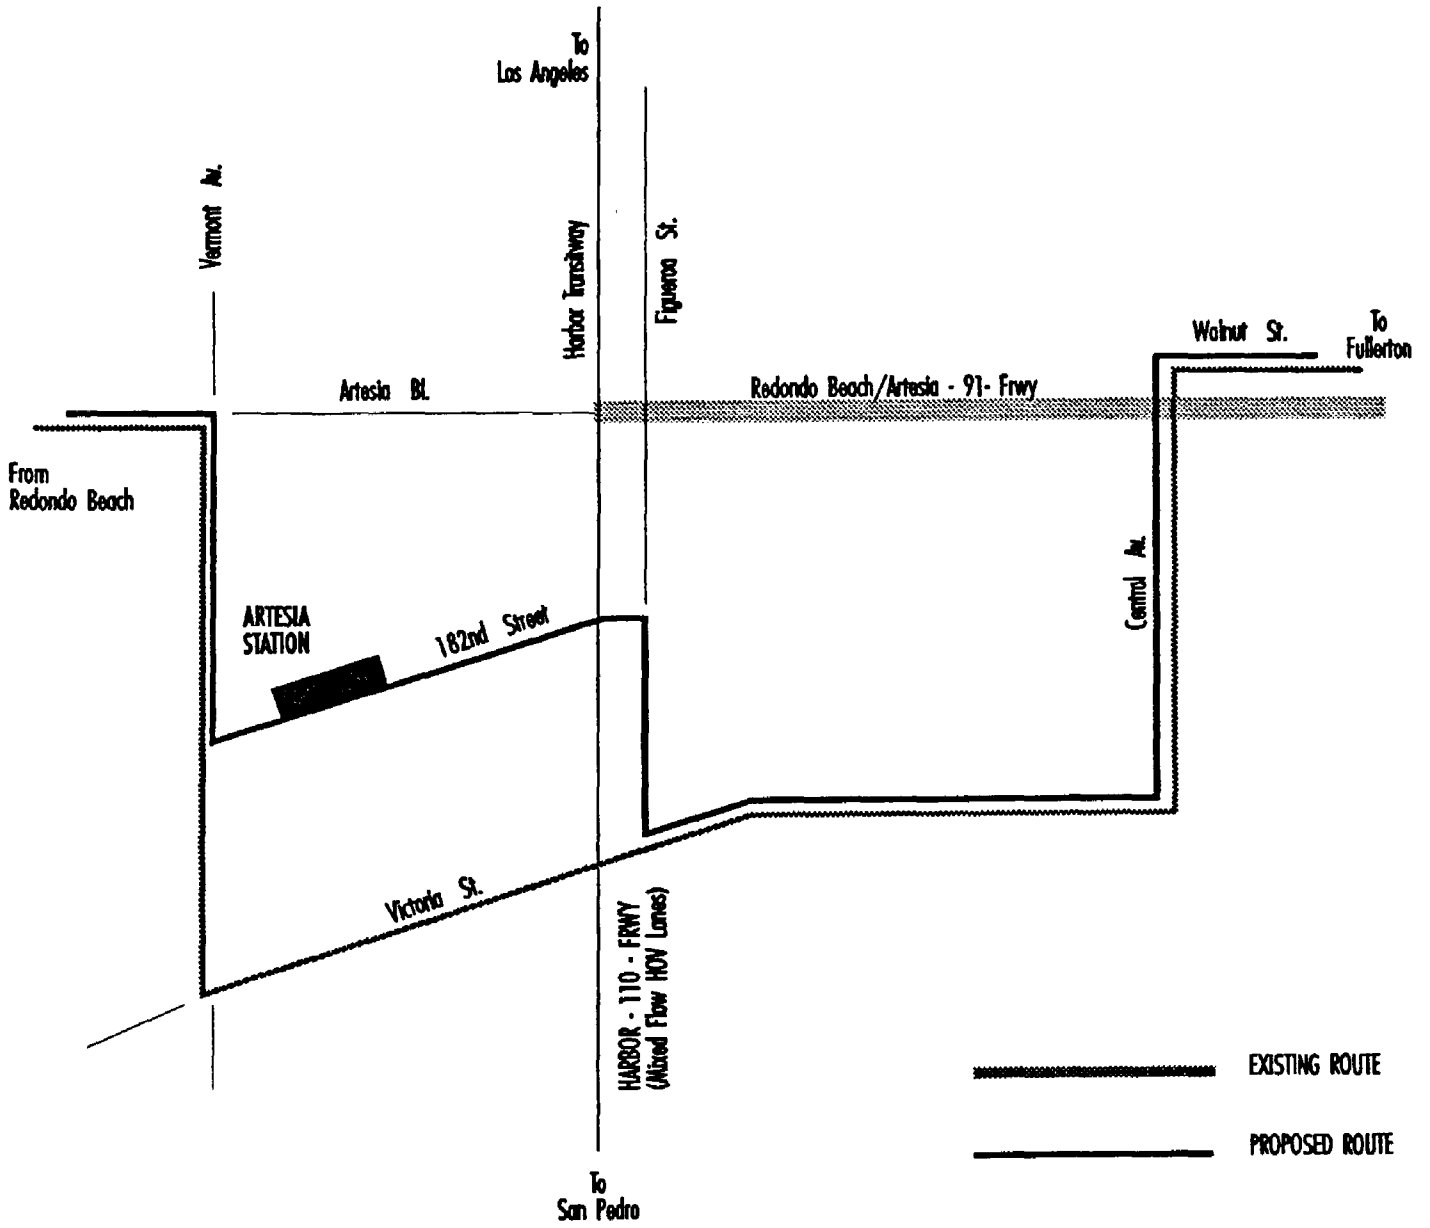 To
Los Angeles
Vermont Av.
Harbor Transitway
Figueroa St.
Walnut St.
To
Fullerton
Artesia Bl.
Redondo Beach/Artesia - 91- Frwy
From
Redondo Beach
Central Av.
ARTESIA
STATION
182nd Street
Victoria St.
HARBOR - 110 - FRWY
(Mixed Flow HOV Lanes)
EXISTING ROUTE
PROPOSED ROUTE
To
San Pedro